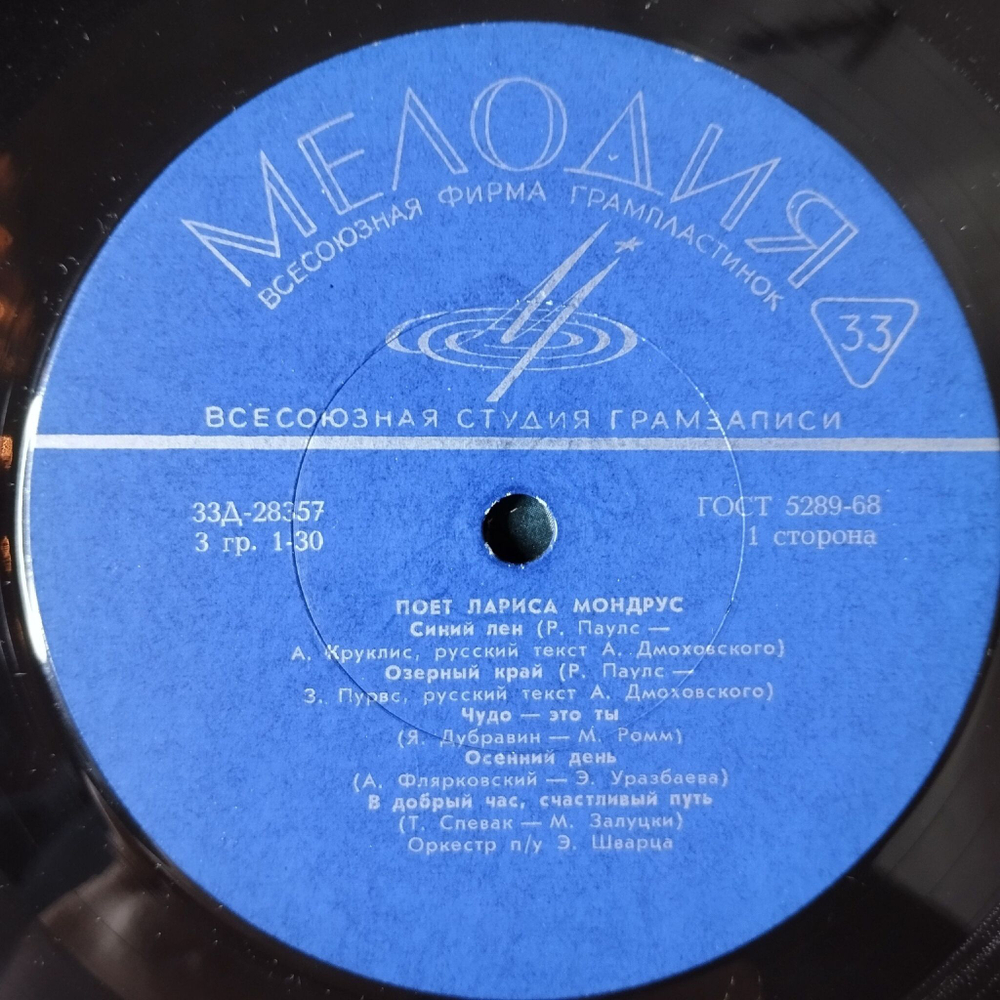 МЕЛОДИЯ
ВСЕСОЮЗНАЯ ФИРМА ГРАМПЛАСТИНОК
33
ВСЕСОЮЗНАЯ СТУДИЯ ГРАМЗАПИСИ
33Д-28357
ГОСТ 5289-68
3 гр. 1-30
1 сторона
ПОЕТ ЛАРИСА МОНДРУС
Синий лен (Р. Паулс —
А. Круклис, русский текст А. Дмоховского)
Озерный край (Р. Паулс —
З. Пурвс, русский текст А. Дмоховского)
Чудо — это ты
(Я. Дубравин — М. Ромм)
Осенний день
(А. Флярковский — Э. Уразбаева)
В добрый час, счастливый путь
(Т. Спевак — М. Залуцки)
Оркестр п/у Э. Шварца